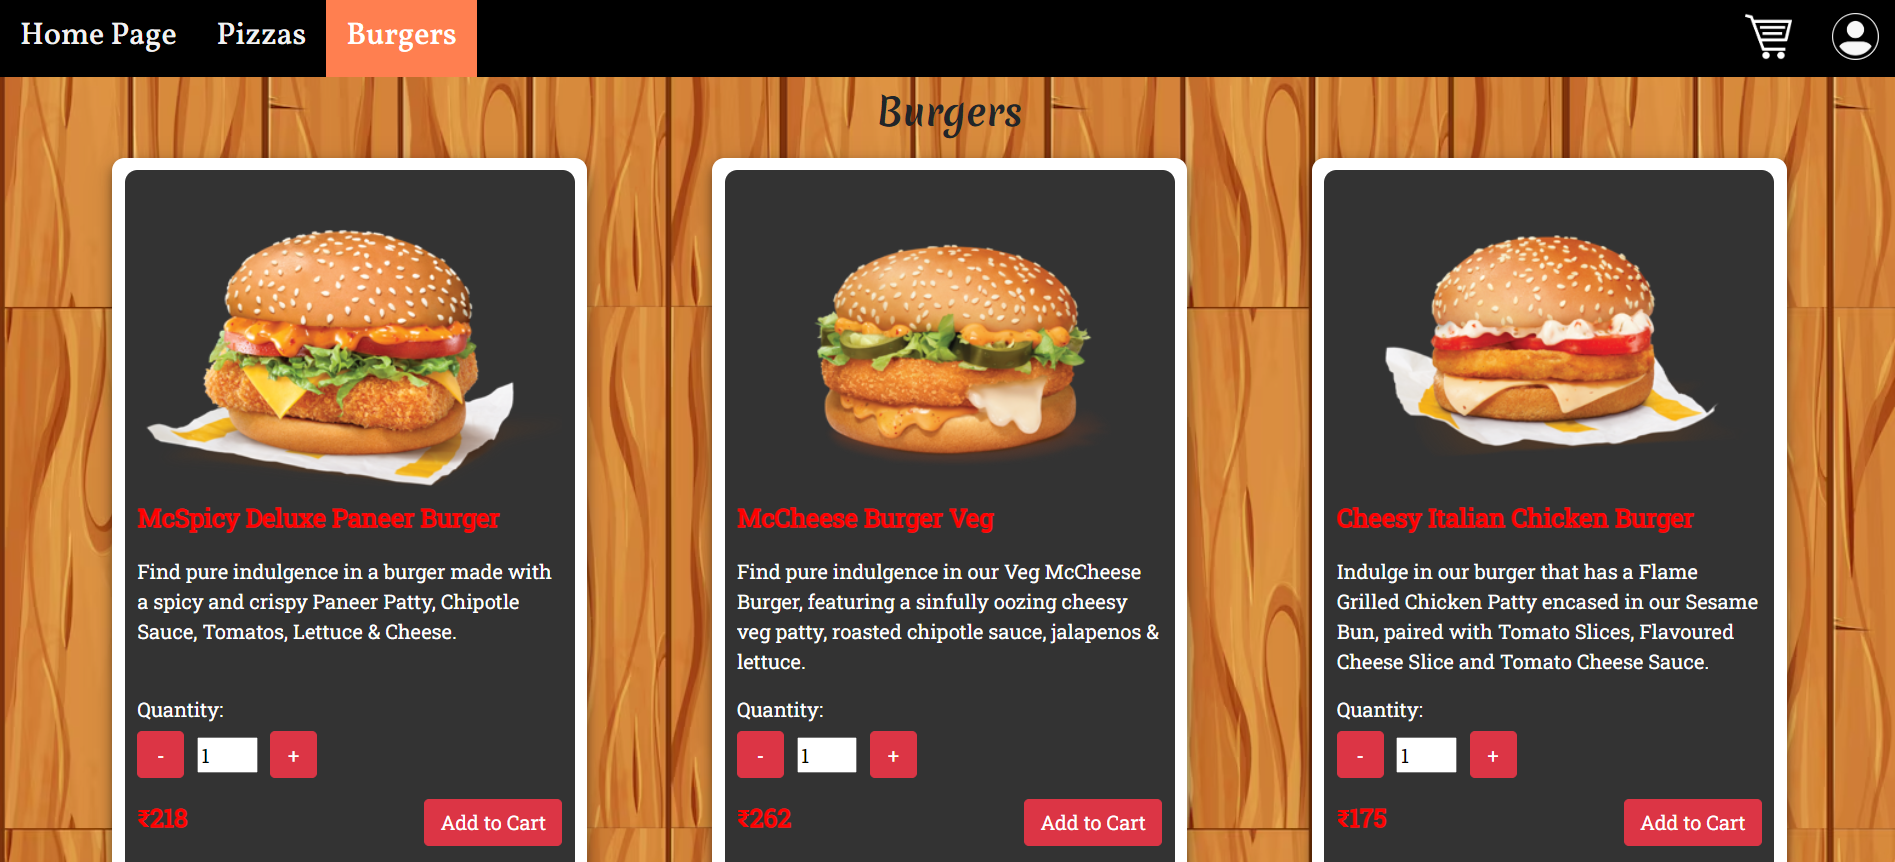 Home Page Pizzas Burgers
Burgers
McSpicy Deluxe Paneer Burger
Find pure indulgence in a burger made with
a spicy and crispy Paneer Patty, Chipotle
Sauce, Tomatos, Lettuce & Cheese.
Quantity:
- 1 +
₹218 Add to Cart
McCheese Burger Veg
Find pure indulgence in our Veg McCheese
Burger, featuring a sinfully oozing cheesy
veg patty, roasted chipotle sauce, jalapenos &
lettuce.
Quantity:
- 1 +
₹262 Add to Cart
Cheesy Italian Chicken Burger
Indulge in our burger that has a Flame
Grilled Chicken Patty encased in our Sesame
Bun, paired with Tomato Slices, Flavoured
Cheese Slice and Tomato Cheese Sauce.
Quantity:
- 1 +
₹175 Add to Cart